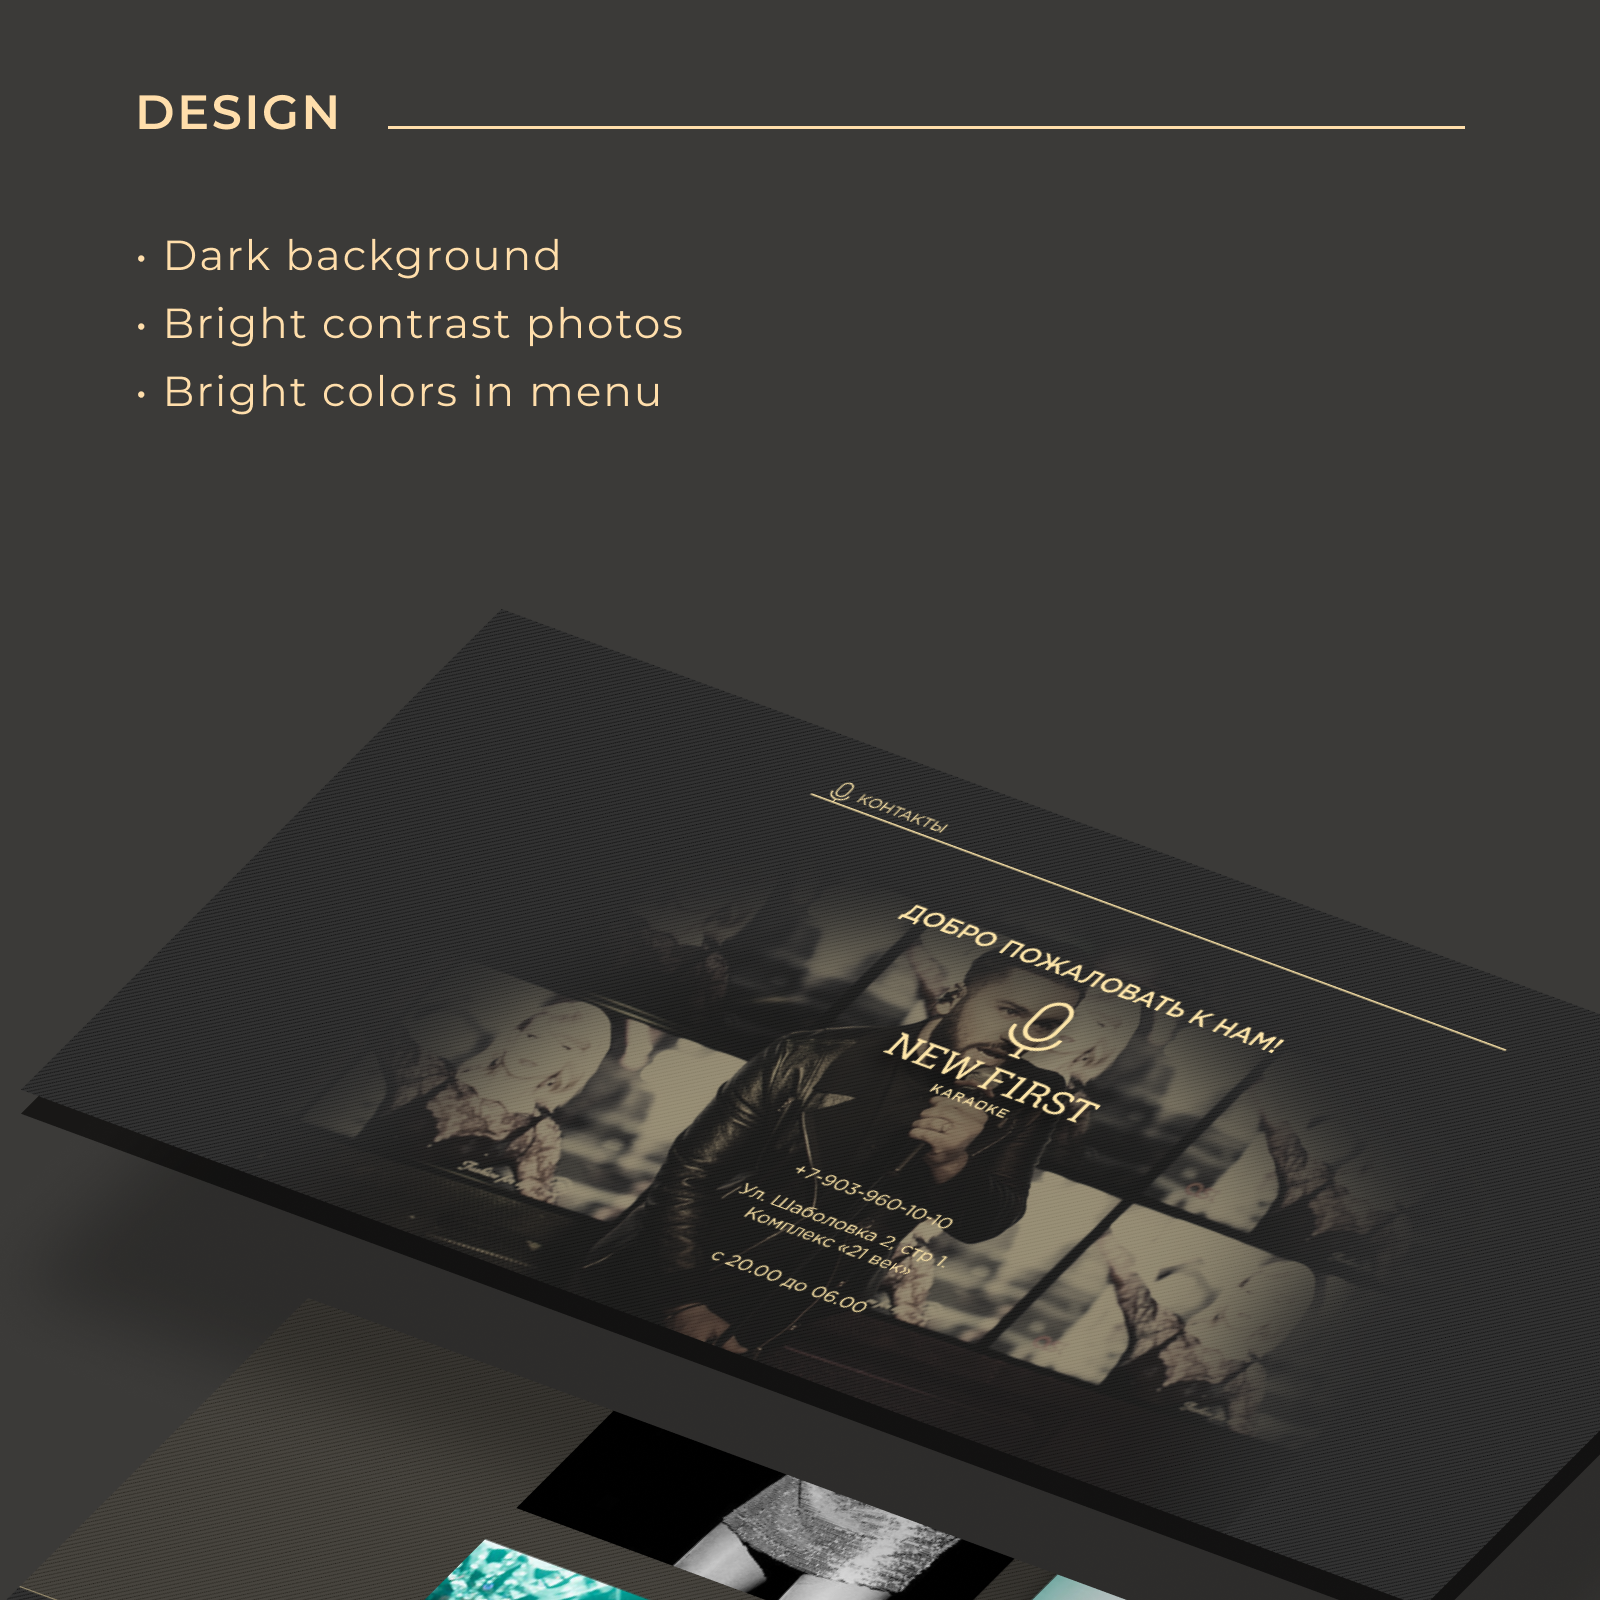 DESIGN
• Dark background
• Bright contrast photos
• Bright colors in menu
КОНТАКТЫ
ДОБРО ПОЖАЛОВАТЬ К НАМ!
NEW F1RST
KARAOKE
+7-903-960-10-10
Ул. Шаболовка 2, стр 1.
Комплекс «21 век»
с 20.00 до 06.00